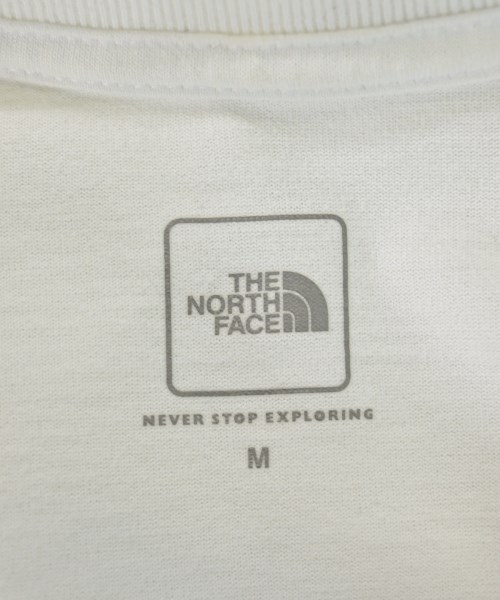 THE
NORTH
FACE
NEVER STOP EXPLORING
M